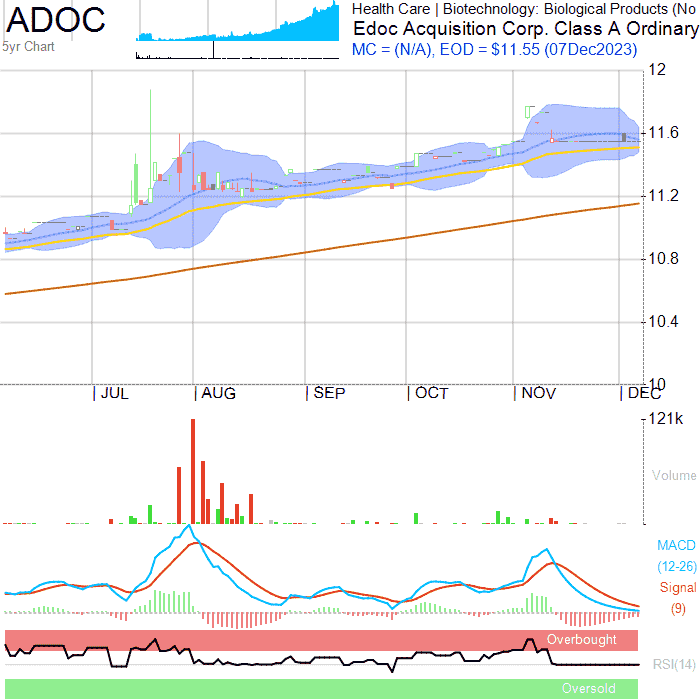 ADOC
5yr Chart
Health Care | Biotechnology: Biological Products (No
Edoc Acquisition Corp. Class A Ordinary
MC = (N/A), EOD = $11.55 (07Dec2023)
12
11.6
11.2
10.8
10.4
10
JUL AUG SEP OCT NOV DEC
121k
Volume
MACD
(12-26)
Signal
(9)
Overbought
RSI(14)
Oversold